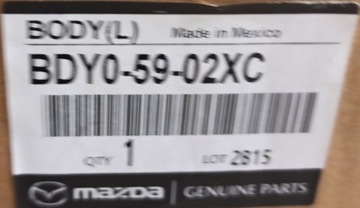 BODY(L) Made in Mexico
BDY0-59-02XC
QTY 1 LOT 2815
mazda GENUINE PARTS